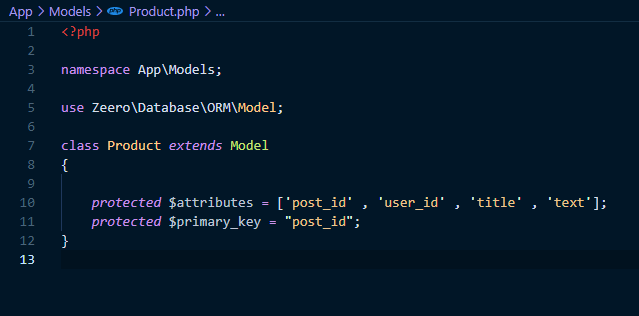 App > Models > php Product.php > ...
1 <?php
2
3 namespace App\Models;
4
5 use Zeero\Database\ORM\Model;
6
7 class Product extends Model
8 {
9
10 protected $attributes = ['post_id' , 'user_id' , 'title' , 'text'];
11 protected $primary_key = "post_id";
12 }
13